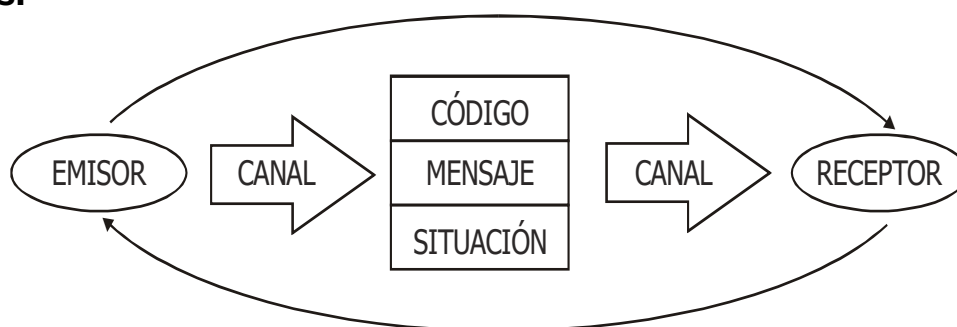 CÓDIGO
EMISOR
CANAL
MENSAJE
CANAL
RECEPTOR
SITUACIÓN